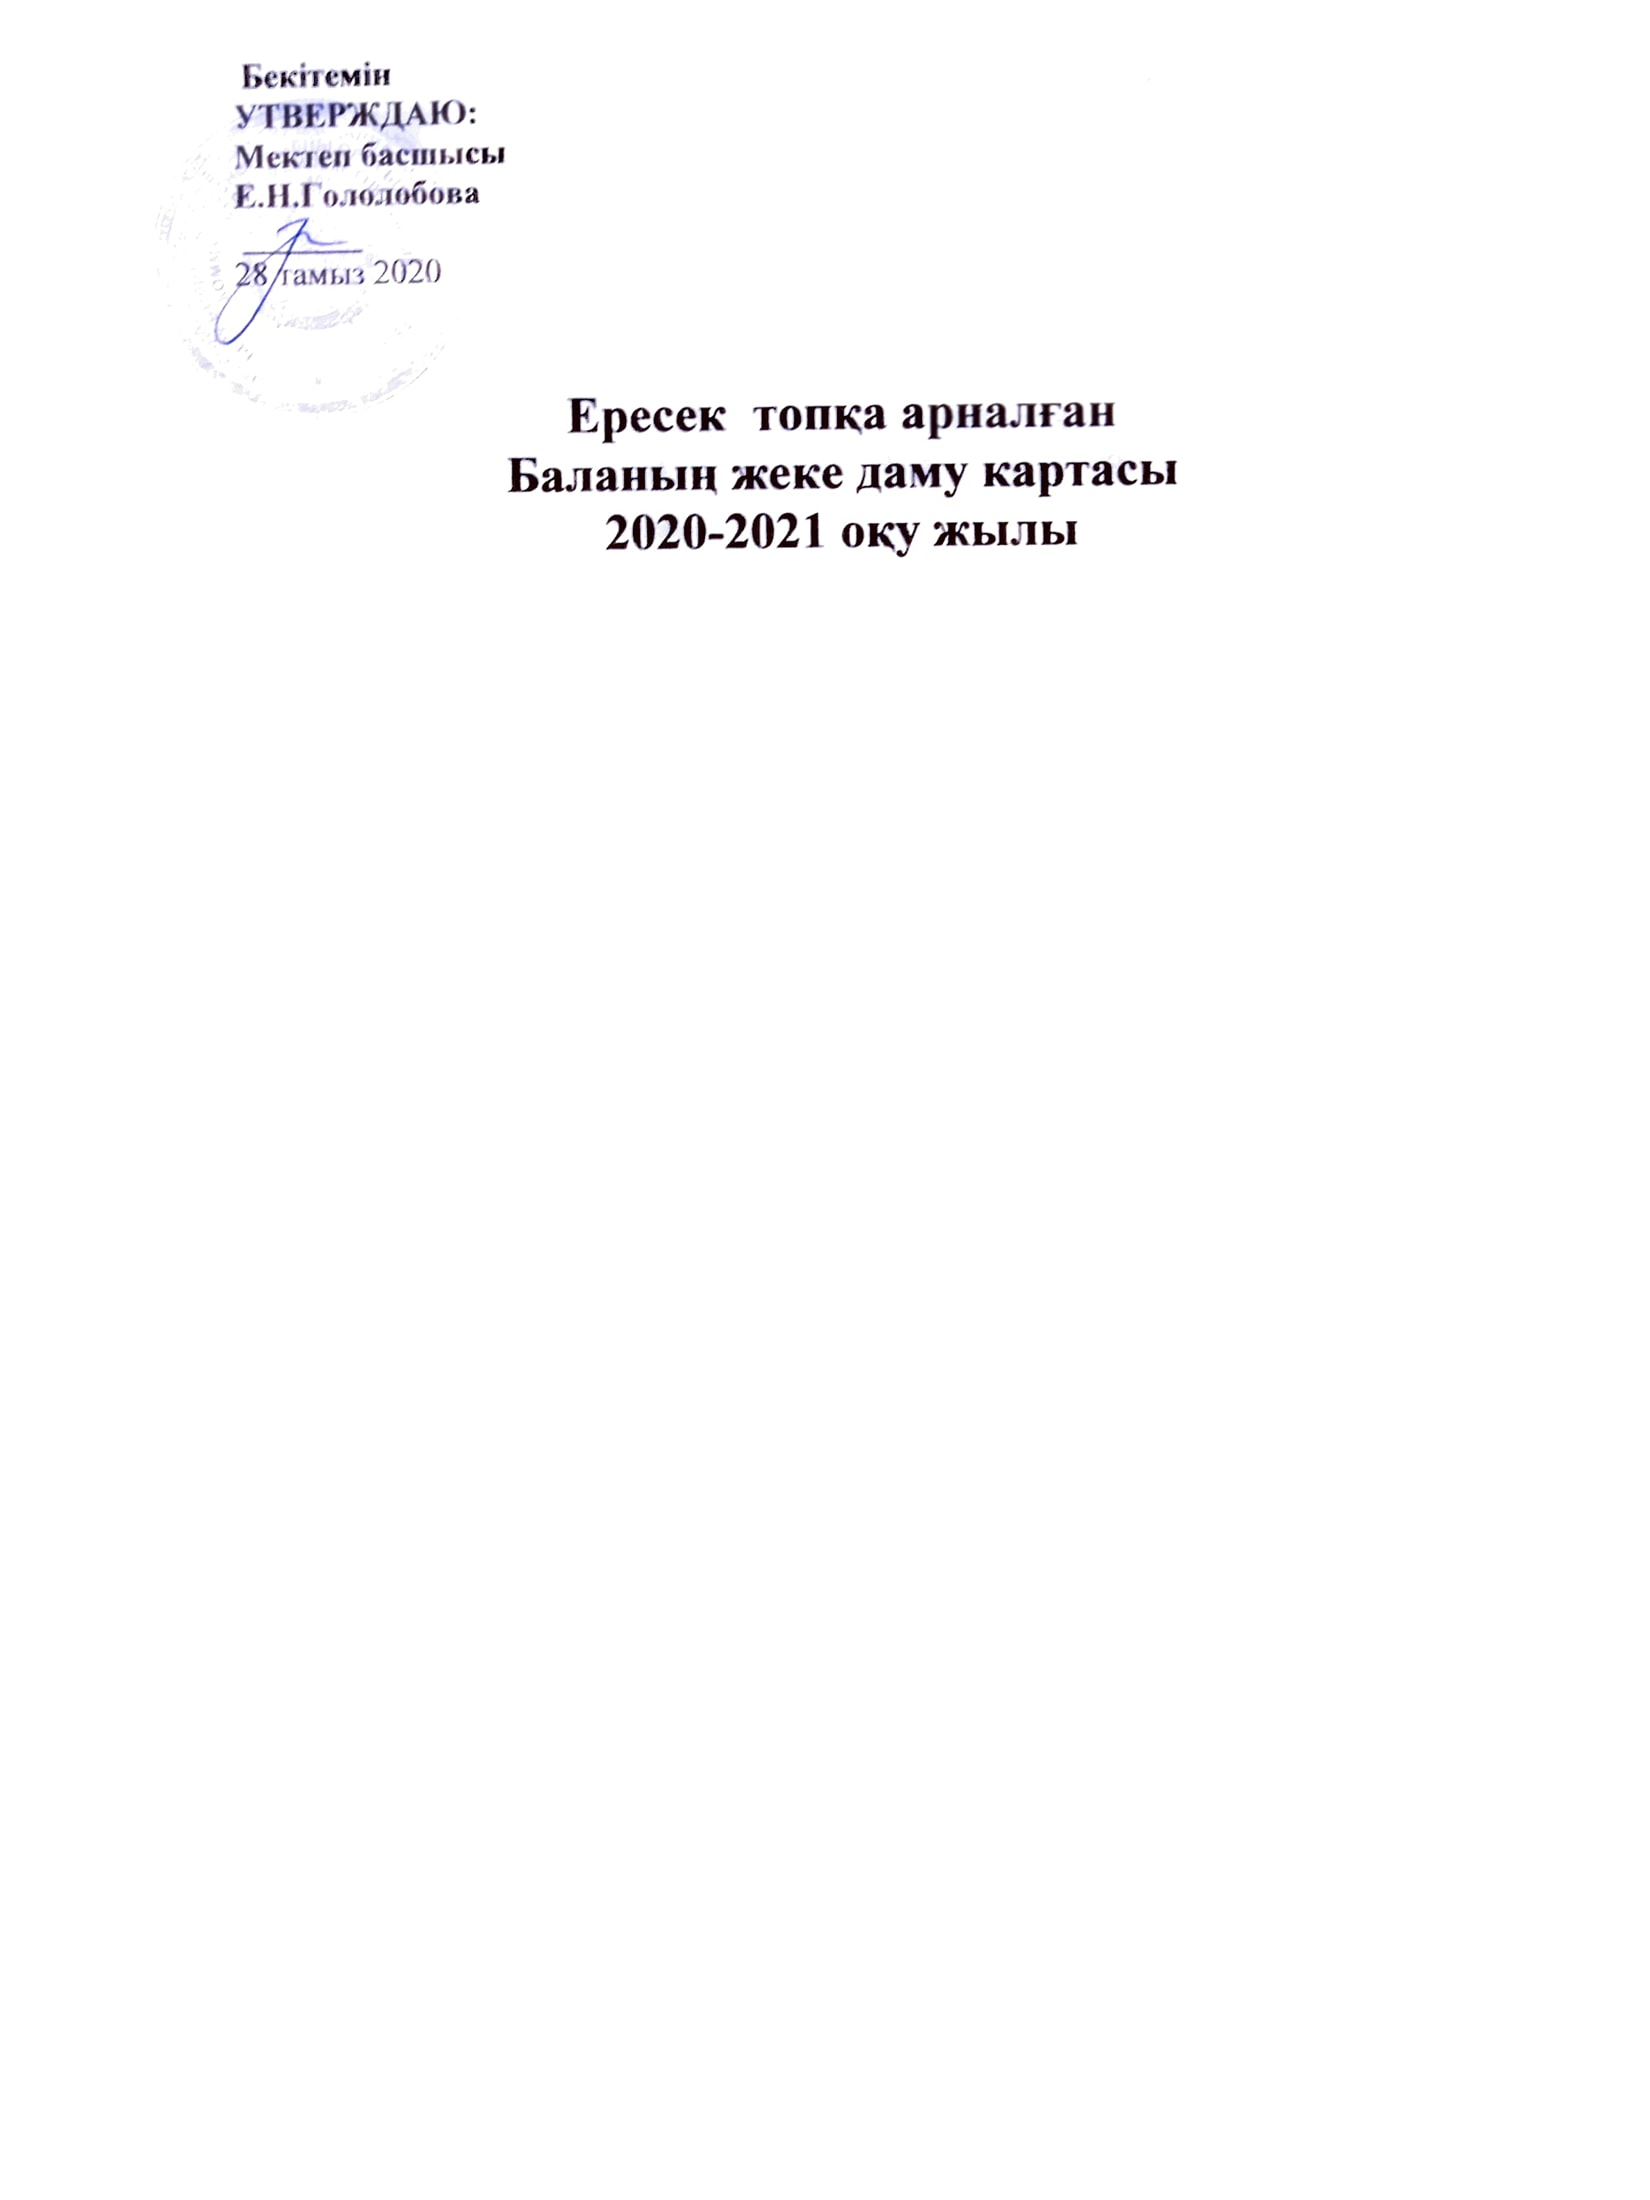 Бекітемін
УТВЕРЖДАЮ:
Мектеп басшысы
Е.Н.Гололобова
28 тамыз 2020
Ересек топқа арналған
Баланың жеке даму картасы
2020-2021 оқу жылы